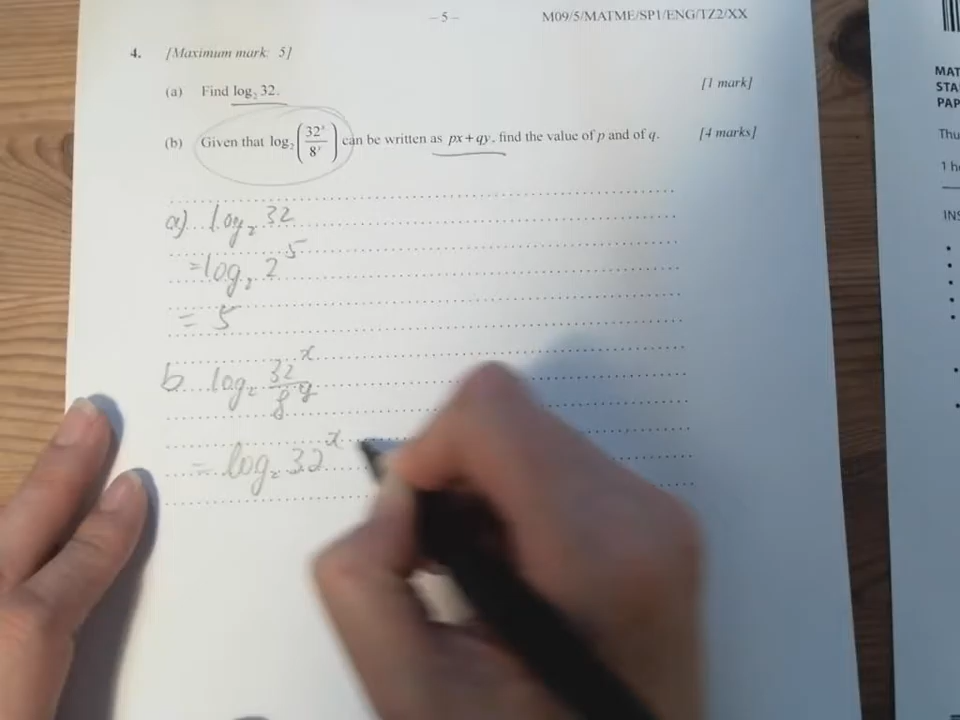 – 5 –
M09/5/MATME/SP1/ENG/TZ2/XX
4. [Maximum mark: 5]
(a) Find log₂ 32. [1 mark]
(b) Given that log₂(32ˣ/8ʸ) can be written as px + qy, find the value of p and of q. [4 marks]
a) log₂ 32
= log₂ 2⁵
= 5
b. log₂ 32ˣ/8ʸ
= log₂ 32ˣ
MAT
STA
PAP
Thu
1 h
INS